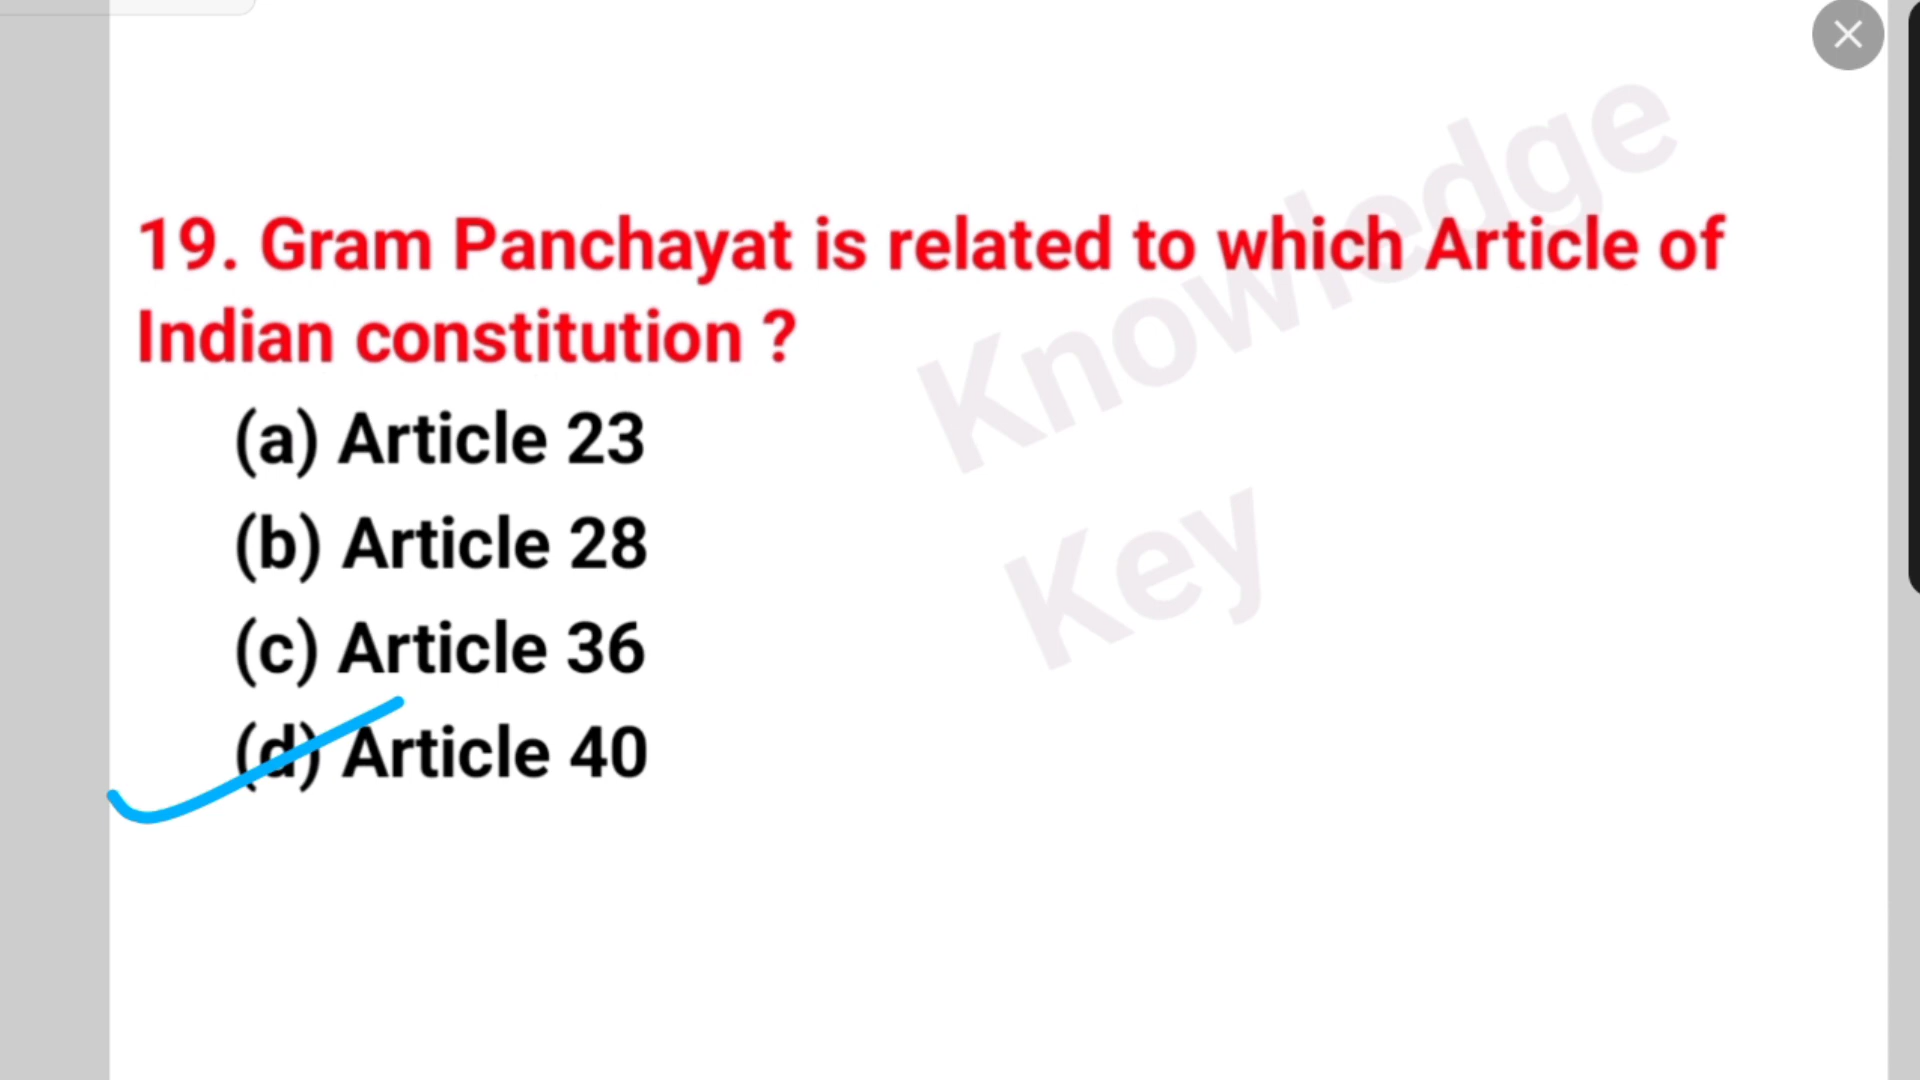 19. Gram Panchayat is related to which Article of
Indian constitution ?
(a) Article 23
(b) Article 28
(c) Article 36
(d) Article 40
Knowledge
Key